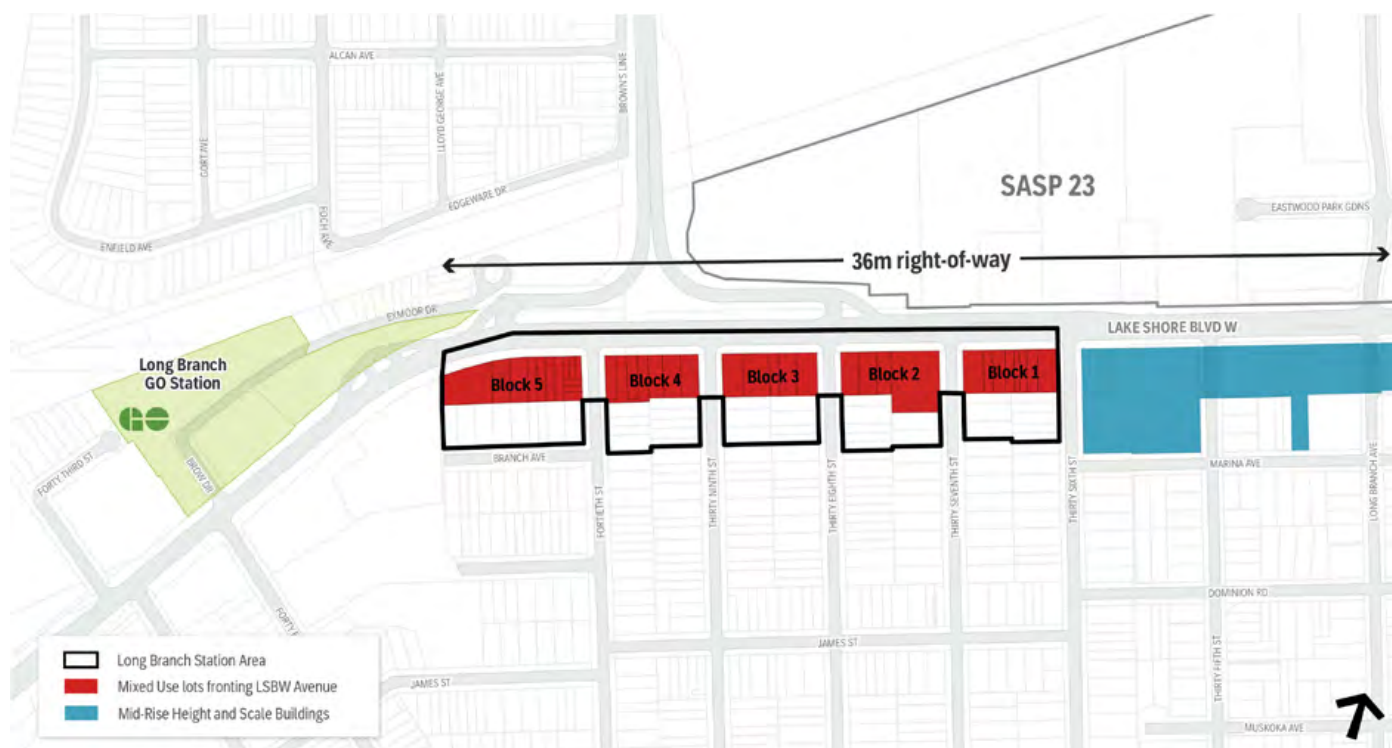 ALCAN AVE
BROWN'S LINE
LLOYD GEORGE AVE
GORT AVE
SASP 23
EDGEWARE DR
EASTWOOD PARK GDNS
FOCH AVE
ENFIELD AVE
36m right-of-way
EXMOOR DR
LAKE SHORE BLVD W
Long Branch
GO Station
GO
Block 5
Block 4
Block 3
Block 2
Block 1
BRANCH AVE
MARINA AVE
FORTY THIRD ST
BROW DR
FORTIETH ST
THIRTY NINTH ST
THIRTY EIGHTH ST
THIRTY SEVENTH ST
THIRTY SIXTH ST
LONG BRANCH AVE
DOMINION RD
JAMES ST
THIRTY FIFTH ST
JAMES ST
MUSKOKA AVE
Long Branch Station Area
Mixed Use lots fronting LSBW Avenue
Mid-Rise Height and Scale Buildings